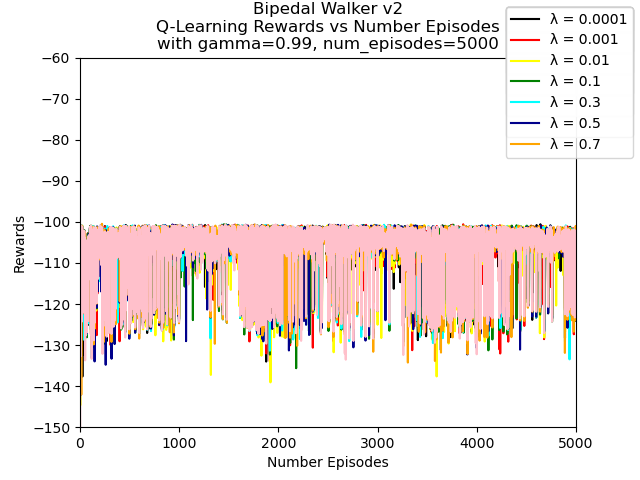 Bipedal Walker v2
Q-Learning Rewards vs Number Episodes
with gamma=0.99, num_episodes=5000
λ = 0.0001
λ = 0.001
λ = 0.01
λ = 0.1
λ = 0.3
λ = 0.5
λ = 0.7
Rewards
−60
−70
−80
−90
−100
−110
−120
−130
−140
−150
0
1000
2000
3000
4000
5000
Number Episodes